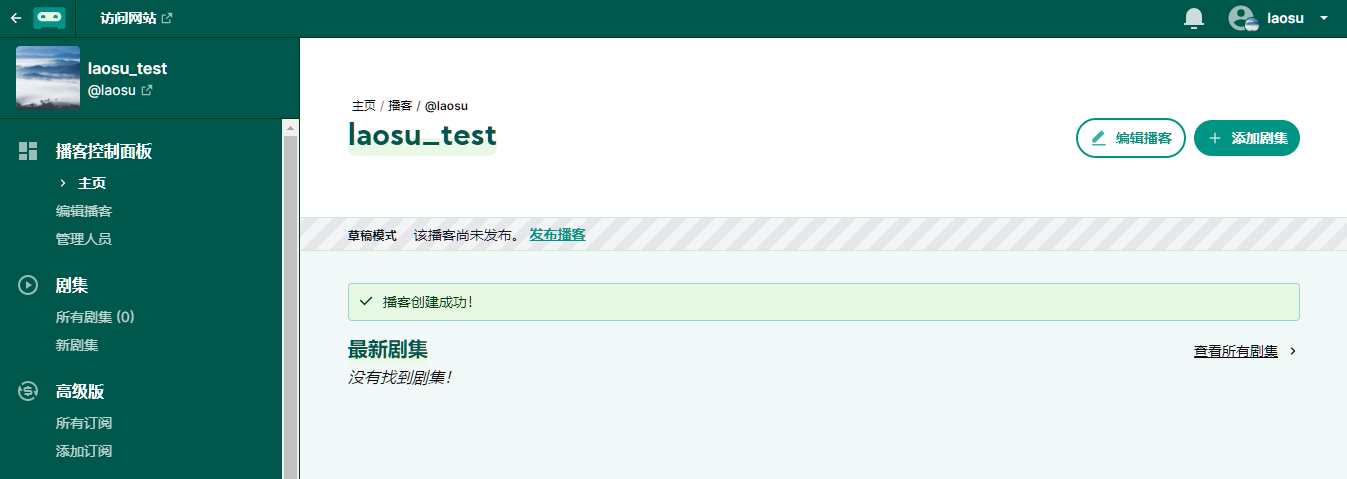 访问网站
laosu
laosu_test
@laosu
播客控制面板
主页
编辑播客
管理人员
剧集
所有剧集 (0)
新剧集
高级版
所有订阅
添加订阅
主页 / 播客 / @laosu
laosu_test
编辑播客
添加剧集
草稿模式 该播客尚未发布。 发布播客
播客创建成功！
最新剧集
查看所有剧集
没有找到剧集！